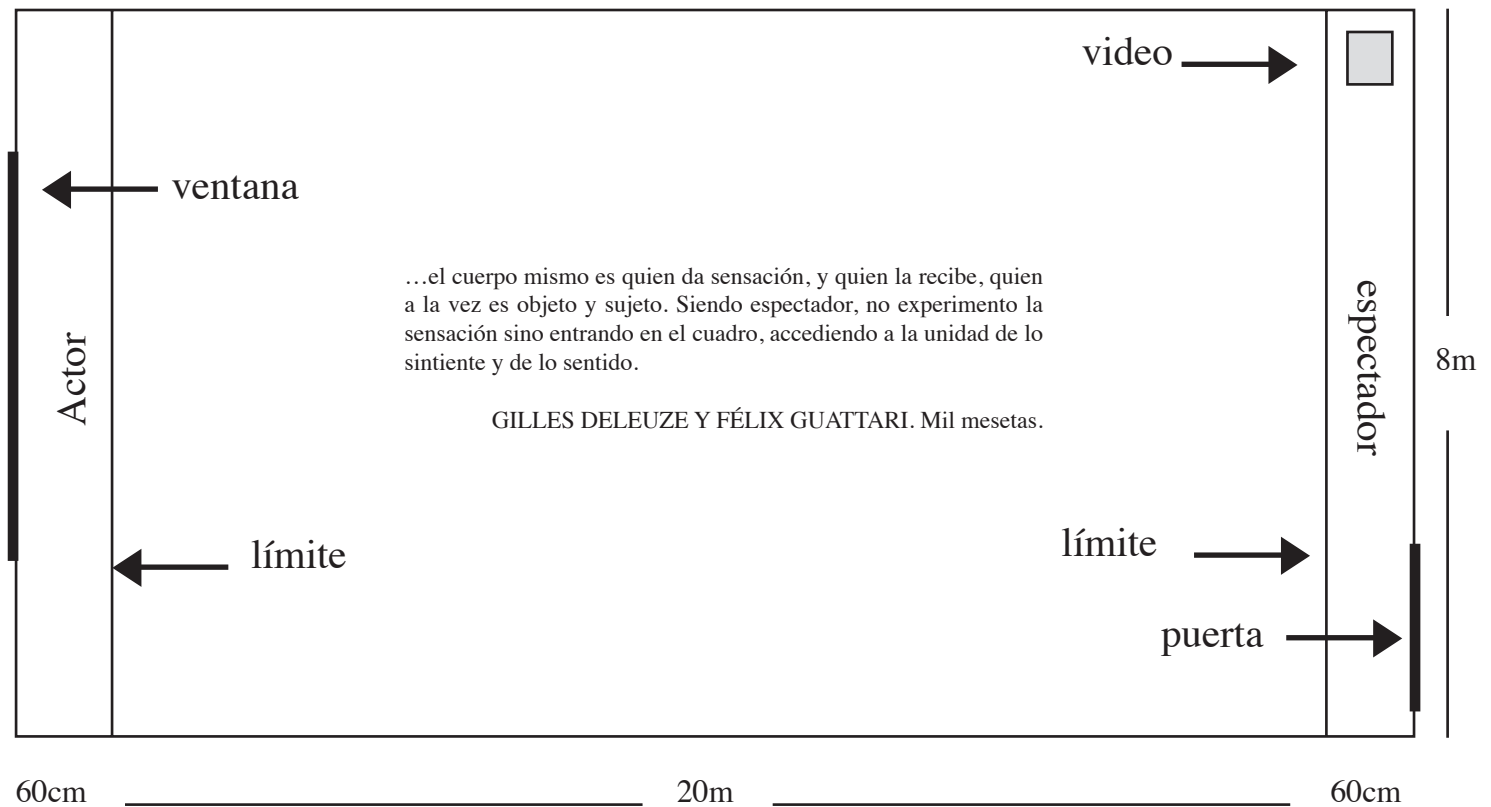 video
ventana
…el cuerpo mismo es quien da sensación, y quien la recibe, quien
a la vez es objeto y sujeto. Siendo espectador, no experimento la
sensación sino entrando en el cuadro, accediendo a la unidad de lo
sintiente y de lo sentido.
GILLES DELEUZE Y FÉLIX GUATTARI. Mil mesetas.
Actor
espectador
8m
límite
límite
puerta
60cm
20m
60cm